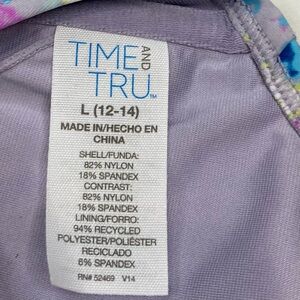 TIME AND
TRU™
L (12-14)
MADE IN/HECHO EN
CHINA
SHELL/FUNDA:
82% NYLON
18% SPANDEX
CONTRAST:
82% NYLON
18% SPANDEX
LINING/FORRO:
94% RECYCLED
POLYESTER/POLIÉSTER
RECICLADO
6% SPANDEX
RN# 52469 V14